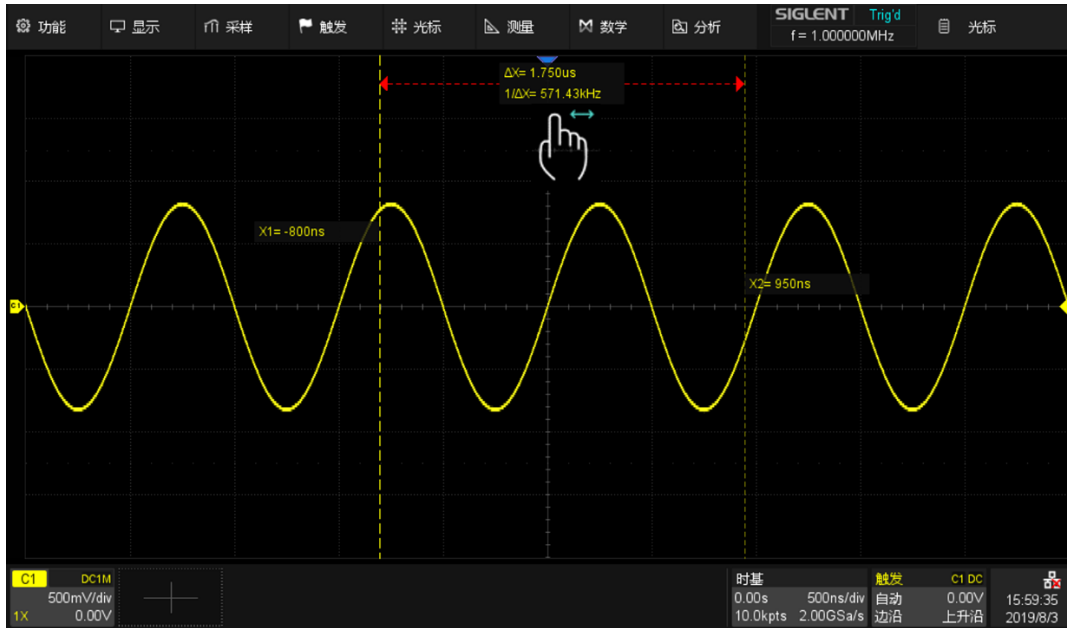 功能 显示 采样 触发 光标 测量 数学 分析 SIGLENT Trig'd 光标
f = 1.000000MHz
ΔX= 1.750us
1/ΔX= 571.43kHz
X1= -800ns
X2= 950ns
C1
C1 DC1M
500mV/div
1X 0.00V
时基
0.00s 500ns/div
10.0kpts 2.00GSa/s
触发 C1 DC
自动 0.00V
边沿 上升沿
15:59:35
2019/8/3